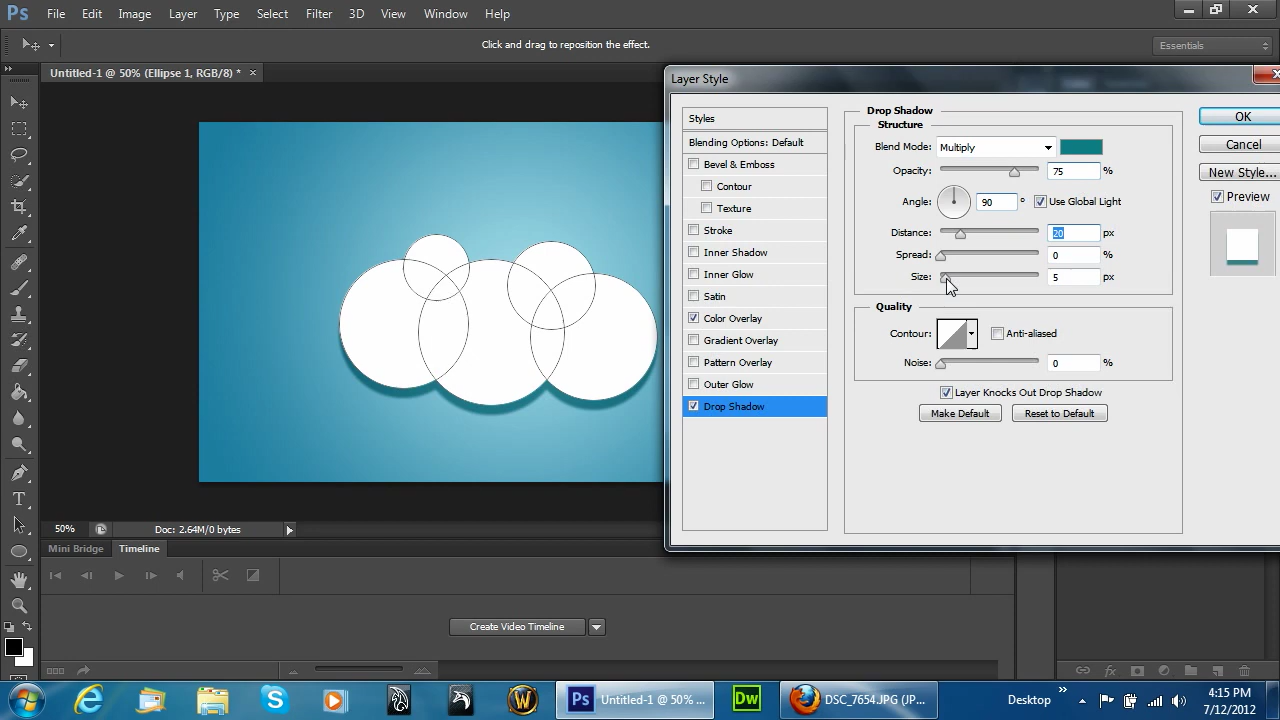 Ps File Edit Image Layer Type Select Filter 3D View Window Help
Click and drag to reposition the effect.
Essentials
Untitled-1 @ 50% (Ellipse 1, RGB/8) * ×
Layer Style
Styles
Blending Options: Default
Bevel & Emboss
Contour
Texture
Stroke
Inner Shadow
Inner Glow
Satin
Color Overlay
Gradient Overlay
Pattern Overlay
Outer Glow
Drop Shadow
Drop Shadow
Structure
Blend Mode: Multiply
Opacity: 75 %
Angle: 90 ° Use Global Light
Distance: 20 px
Spread: 0 %
Size: 5 px
Quality
Contour: Anti-aliased
Noise: 0 %
Layer Knocks Out Drop Shadow
Make Default Reset to Default
OK
Cancel
New Style...
Preview
50% Doc: 2.64M/0 bytes
Mini Bridge Timeline
Create Video Timeline
fx
Ps Untitled-1 @ 50% ... Dw DSC_7654.JPG (JP... Desktop »
4:15 PM
7/12/2012